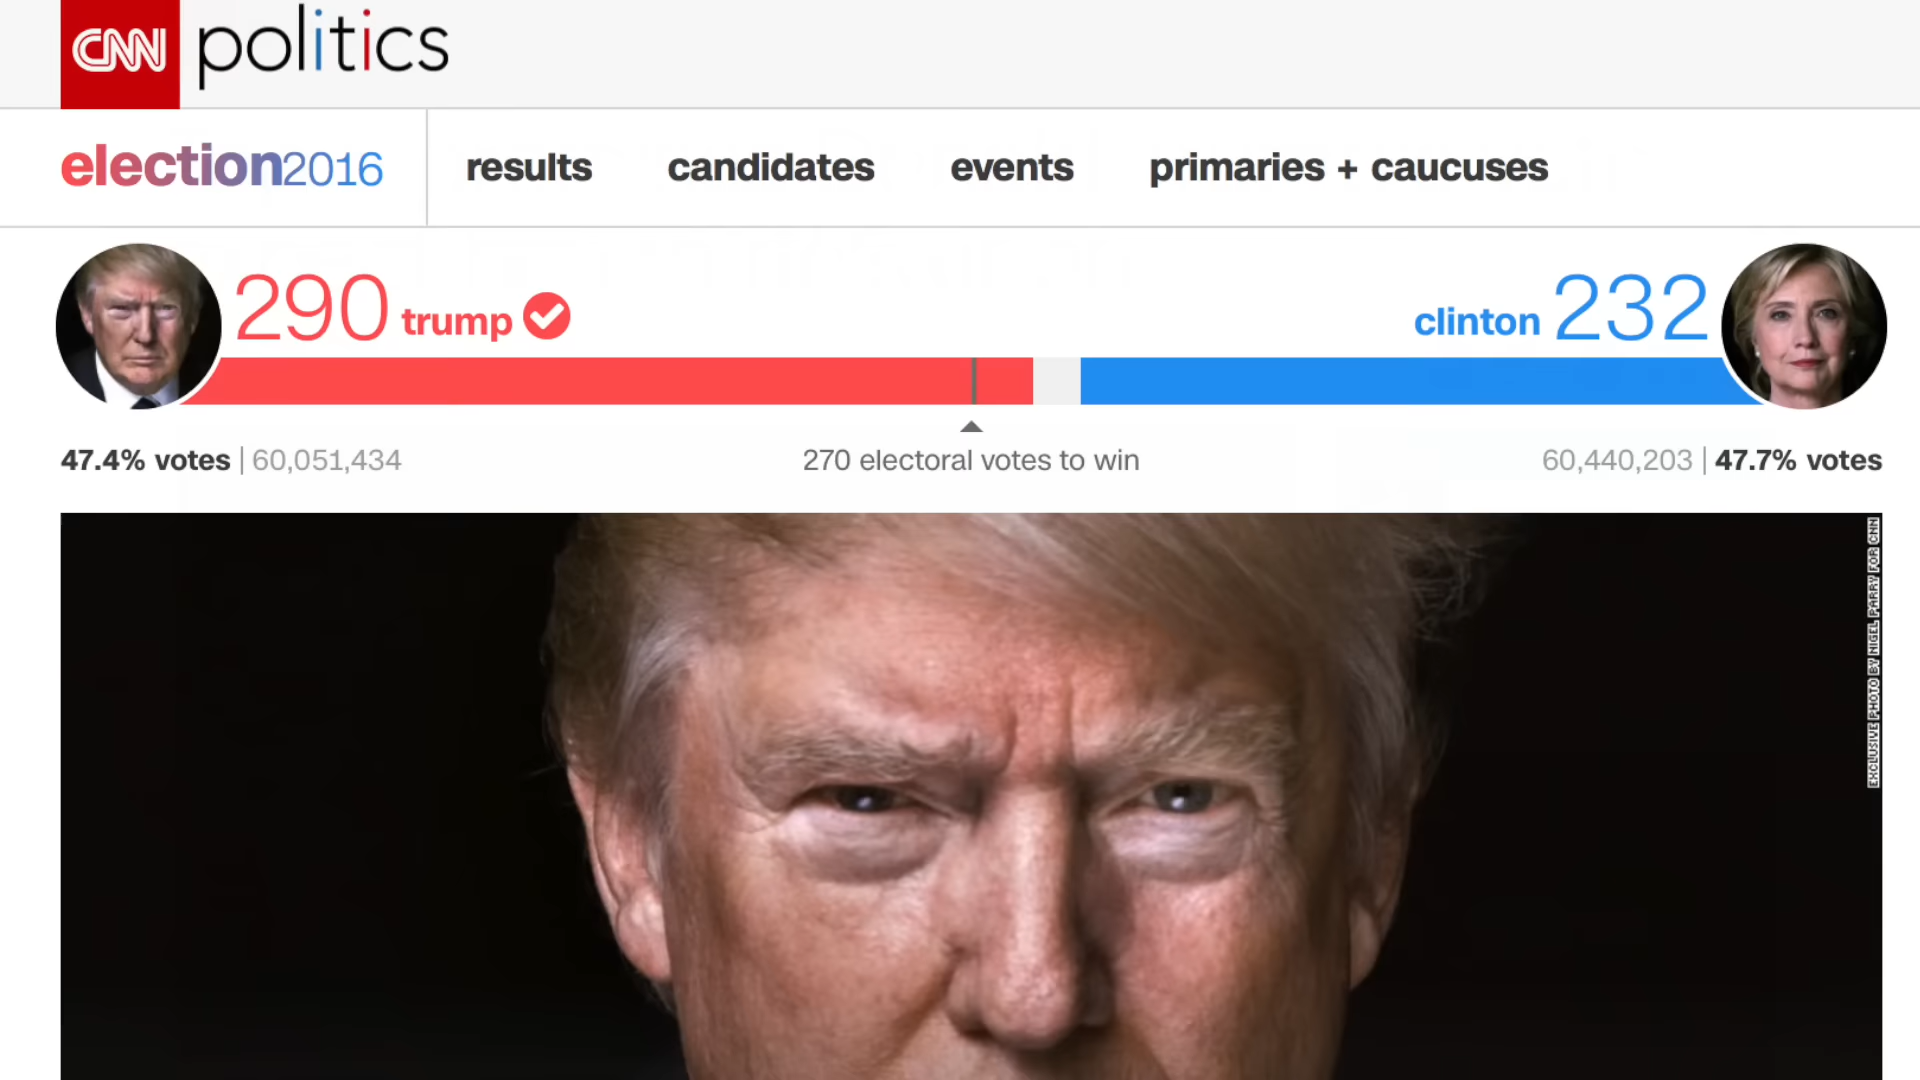 CNN politics
election2016 results candidates events primaries + caucuses
290 trump clinton 232
47.4% votes | 60,051,434 270 electoral votes to win 60,440,203 | 47.7% votes
EXCLUSIVE PHOTO BY NIGEL PARRY FOR CNN